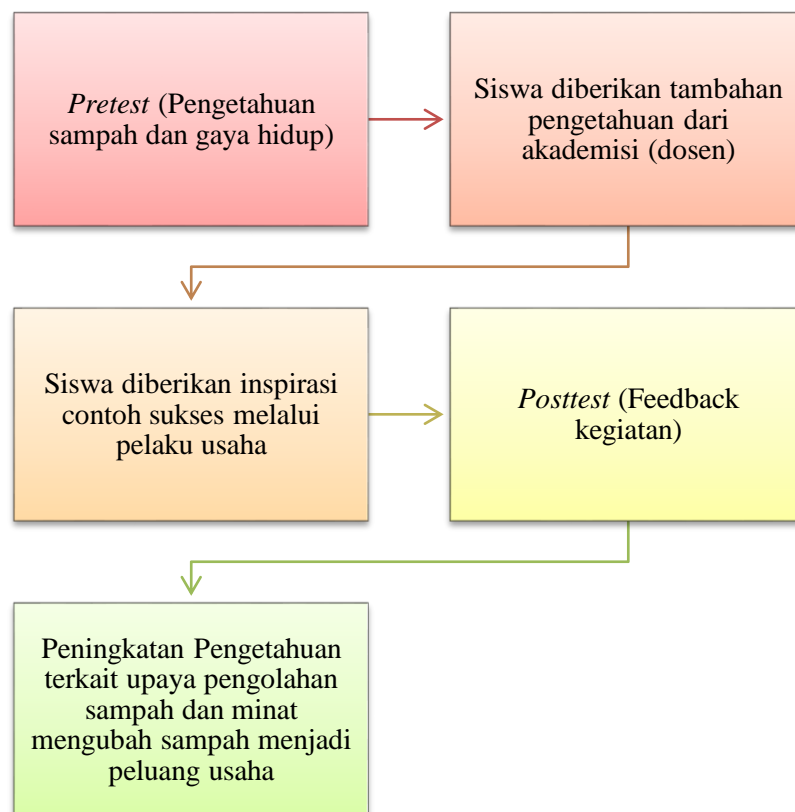 Pretest (Pengetahuan
sampah dan gaya hidup)
Siswa diberikan tambahan
pengetahuan dari
akademisi (dosen)
Siswa diberikan inspirasi
contoh sukses melalui
pelaku usaha
Posttest (Feedback
kegiatan)
Peningkatan Pengetahuan
terkait upaya pengolahan
sampah dan minat
mengubah sampah menjadi
peluang usaha